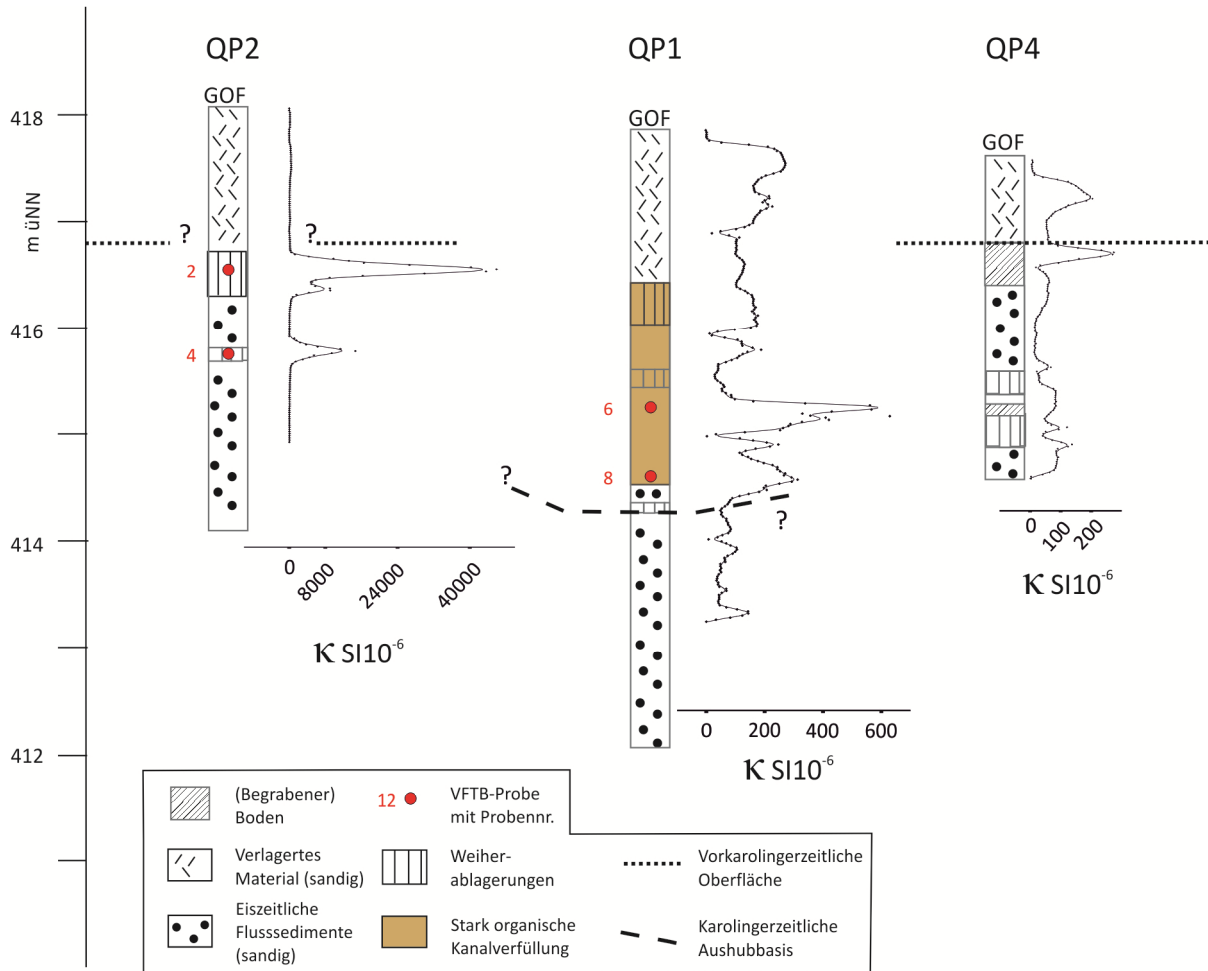 QP2
QP1
QP4
GOF
GOF
GOF
418
416
414
412
m üNN
?
?
?
?
2
4
6
8
0
8000
24000
40000
κ SI10⁻⁶
0
200
400
600
κ SI10⁻⁶
0
100
200
κ SI10⁻⁶
(Begrabener)
Boden
12
VFTB-Probe
mit Probennr.
Verlagertes
Material (sandig)
Weiher-
ablagerungen
Vorkarolingerzeitliche
Oberfläche
Eiszeitliche
Flusssedimente
(sandig)
Stark organische
Kanalverfüllung
Karolingerzeitliche
Aushubbasis